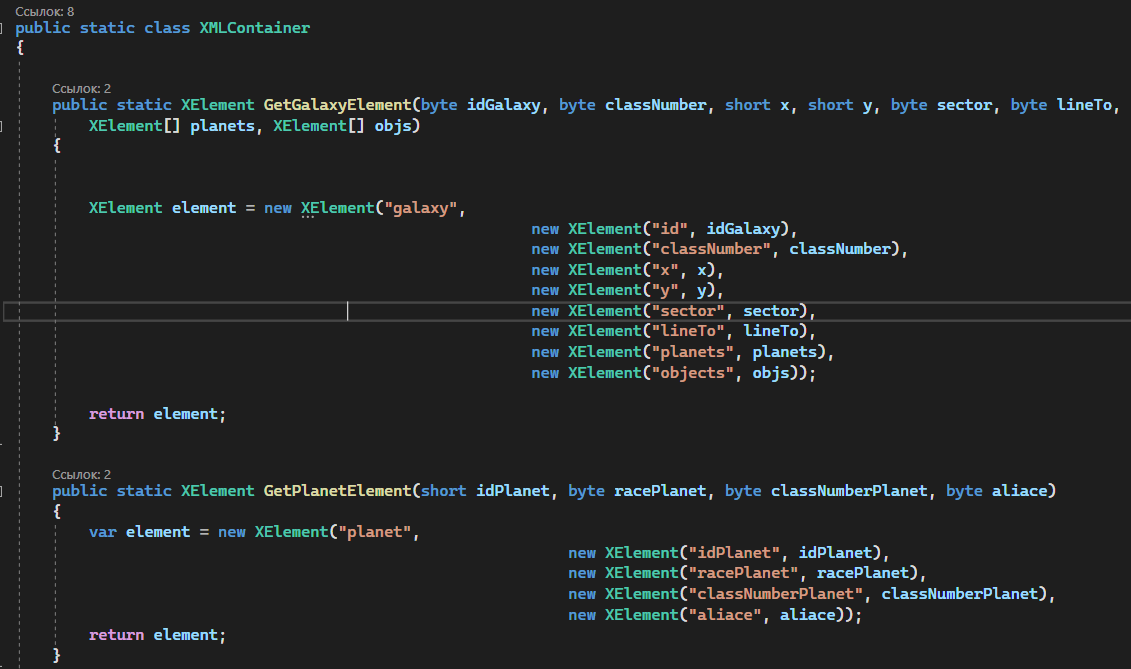 Ссылок: 8
public static class XMLContainer
{
Ссылок: 2
public static XElement GetGalaxyElement(byte idGalaxy, byte classNumber, short x, short y, byte sector, byte lineTo,
XElement[] planets, XElement[] objs)
{
XElement element = new XElement("galaxy",
new XElement("id", idGalaxy),
new XElement("classNumber", classNumber),
new XElement("x", x),
new XElement("y", y),
new XElement("sector", sector),
new XElement("lineTo", lineTo),
new XElement("planets", planets),
new XElement("objects", objs));
return element;
}
Ссылок: 2
public static XElement GetPlanetElement(short idPlanet, byte racePlanet, byte classNumberPlanet, byte aliace)
{
var element = new XElement("planet",
new XElement("idPlanet", idPlanet),
new XElement("racePlanet", racePlanet),
new XElement("classNumberPlanet", classNumberPlanet),
new XElement("aliace", aliace));
return element;
}